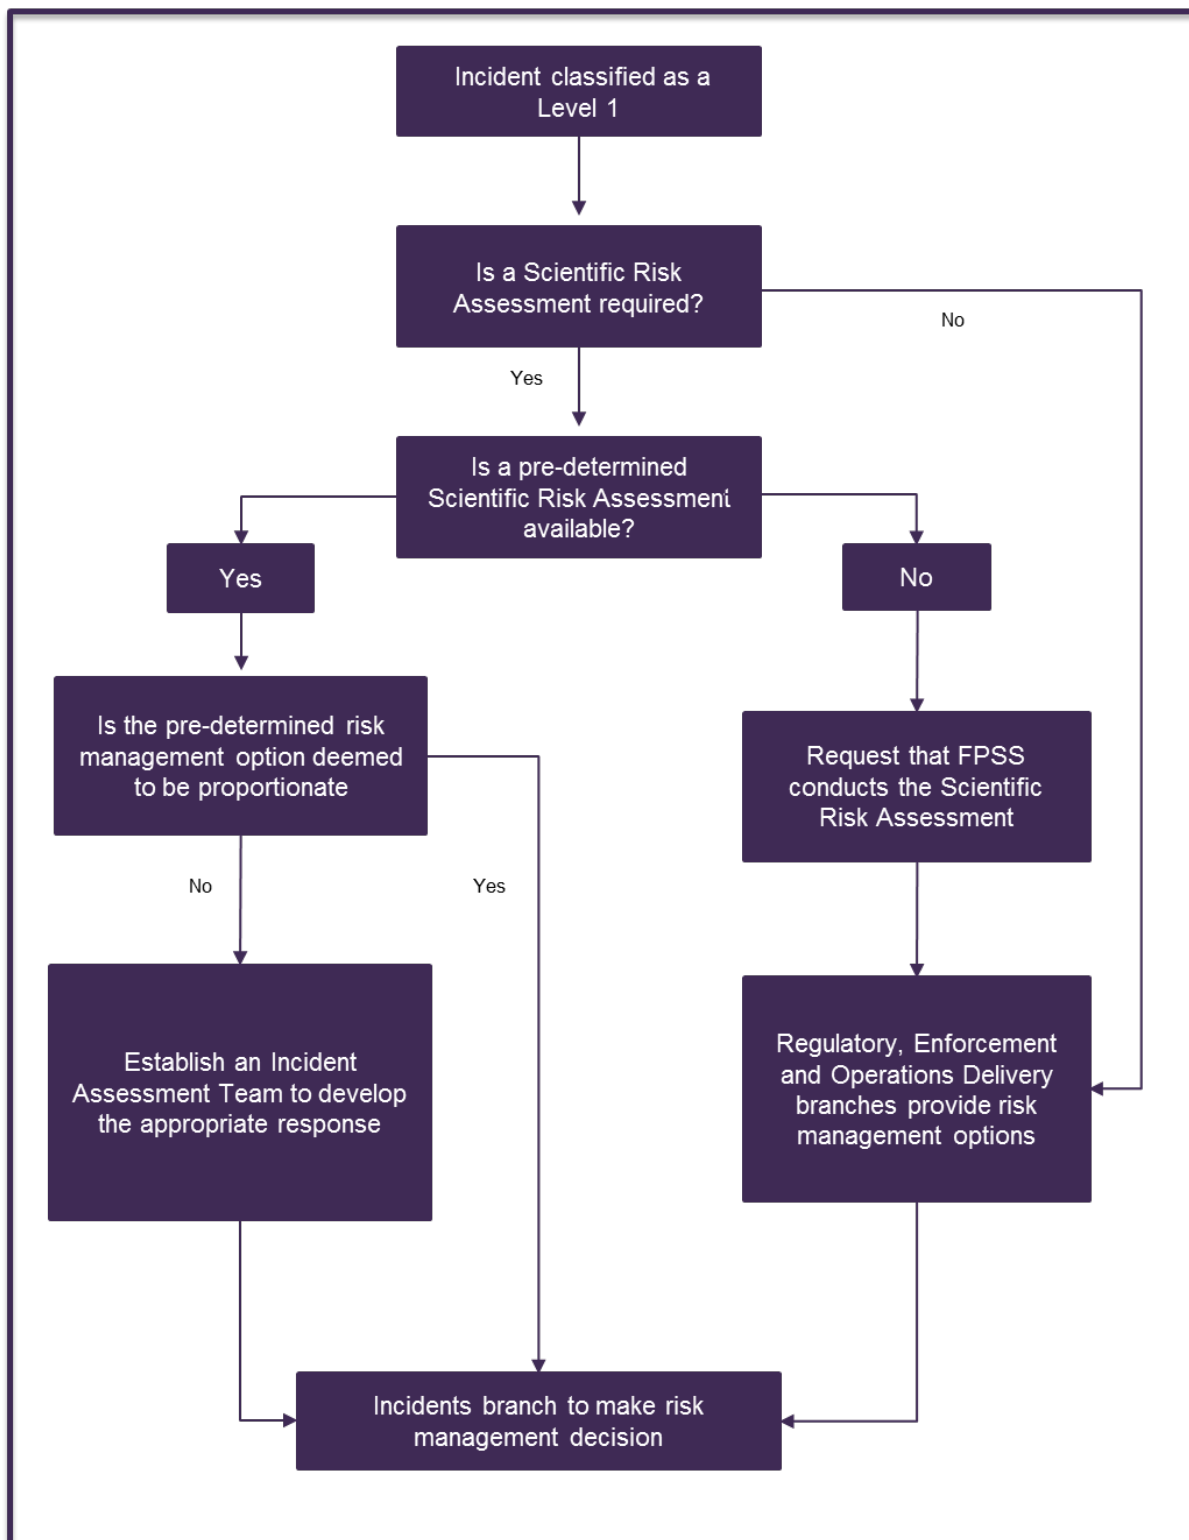 Incident classified as a
Level 1
Is a Scientific Risk
Assessment required?
No
Yes
Is a pre-determined
Scientific Risk Assessment
available?
Yes
No
Is the pre-determined risk
management option deemed
to be proportionate
Request that FPSS
conducts the Scientific
Risk Assessment
No
Yes
Establish an Incident
Assessment Team to develop
the appropriate response
Regulatory, Enforcement
and Operations Delivery
branches provide risk
management options
Incidents branch to make risk
management decision